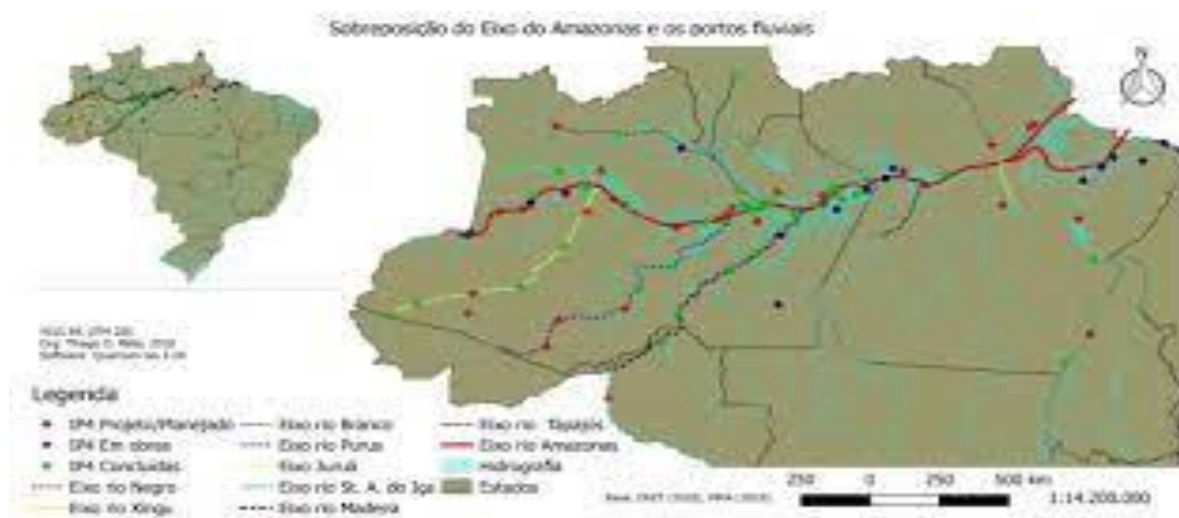 Sobreposição do Eixo do Amazonas e os portos fluviais
N
Legenda
IP4 Projeto/Planejado
IP4 Em obras
IP4 Concluídas
Eixo rio Negro
Eixo rio Xingu
Eixo rio Branco
Eixo rio Purus
Eixo Juruá
Eixo rio St. A. do Iça
Eixo rio Madeira
Eixo rio Tapajós
Eixo rio Amazonas
Hidrografia
Estados
250 0 250 500 km
1:14.200.000